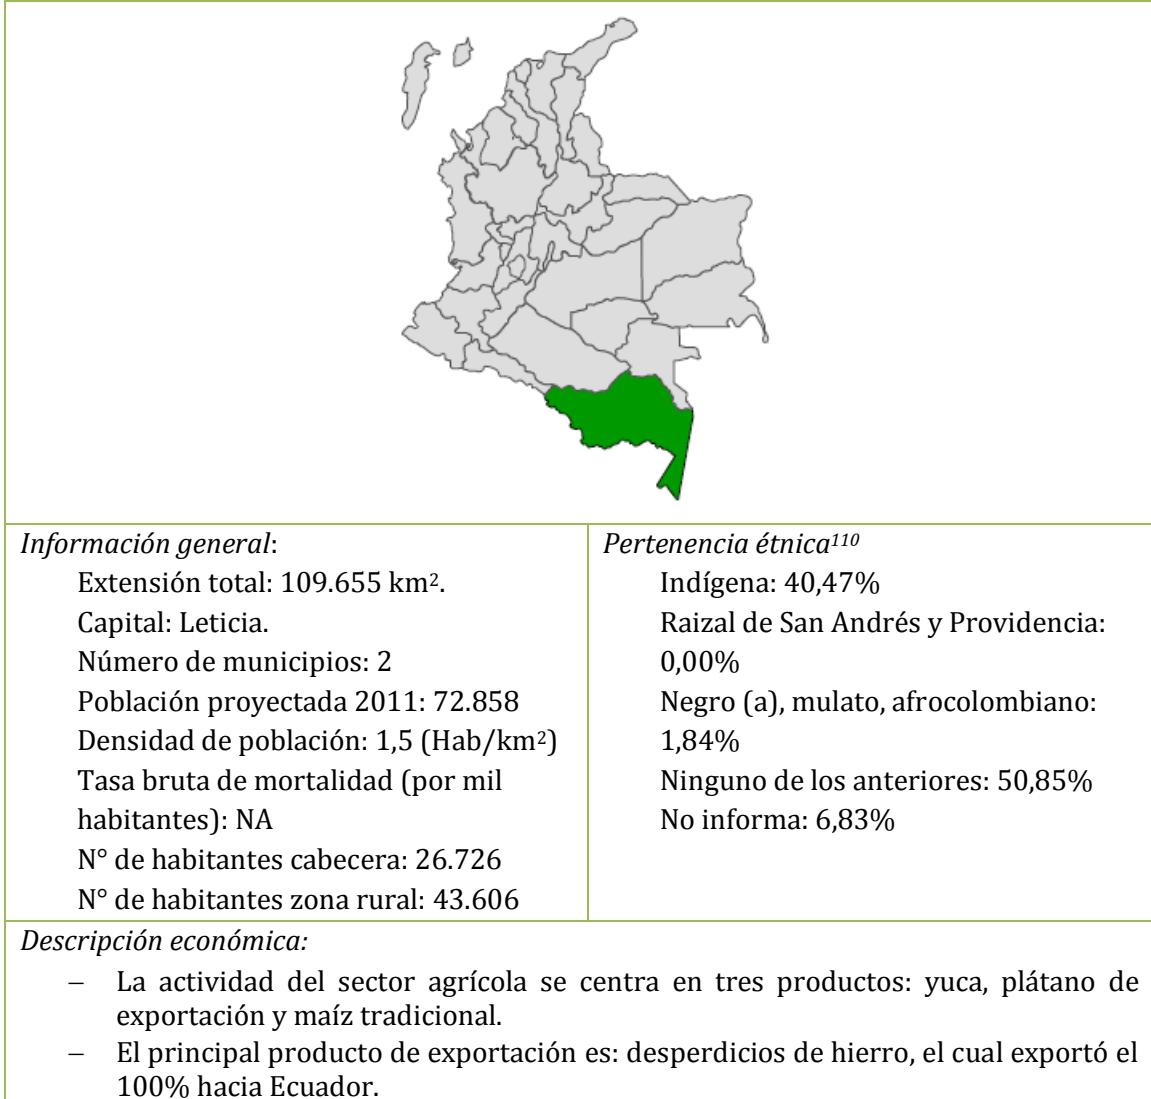 Información general:
Extensión total: 109.655 km².
Capital: Leticia.
Número de municipios: 2
Población proyectada 2011: 72.858
Densidad de población: 1,5 (Hab/km²)
Tasa bruta de mortalidad (por mil
habitantes): NA
N° de habitantes cabecera: 26.726
N° de habitantes zona rural: 43.606
Pertenencia étnica¹¹⁰
Indígena: 40,47%
Raizal de San Andrés y Providencia:
0,00%
Negro (a), mulato, afrocolombiano:
1,84%
Ninguno de los anteriores: 50,85%
No informa: 6,83%
Descripción económica:
– La actividad del sector agrícola se centra en tres productos: yuca, plátano de
exportación y maíz tradicional.
– El principal producto de exportación es: desperdicios de hierro, el cual exportó el
100% hacia Ecuador.